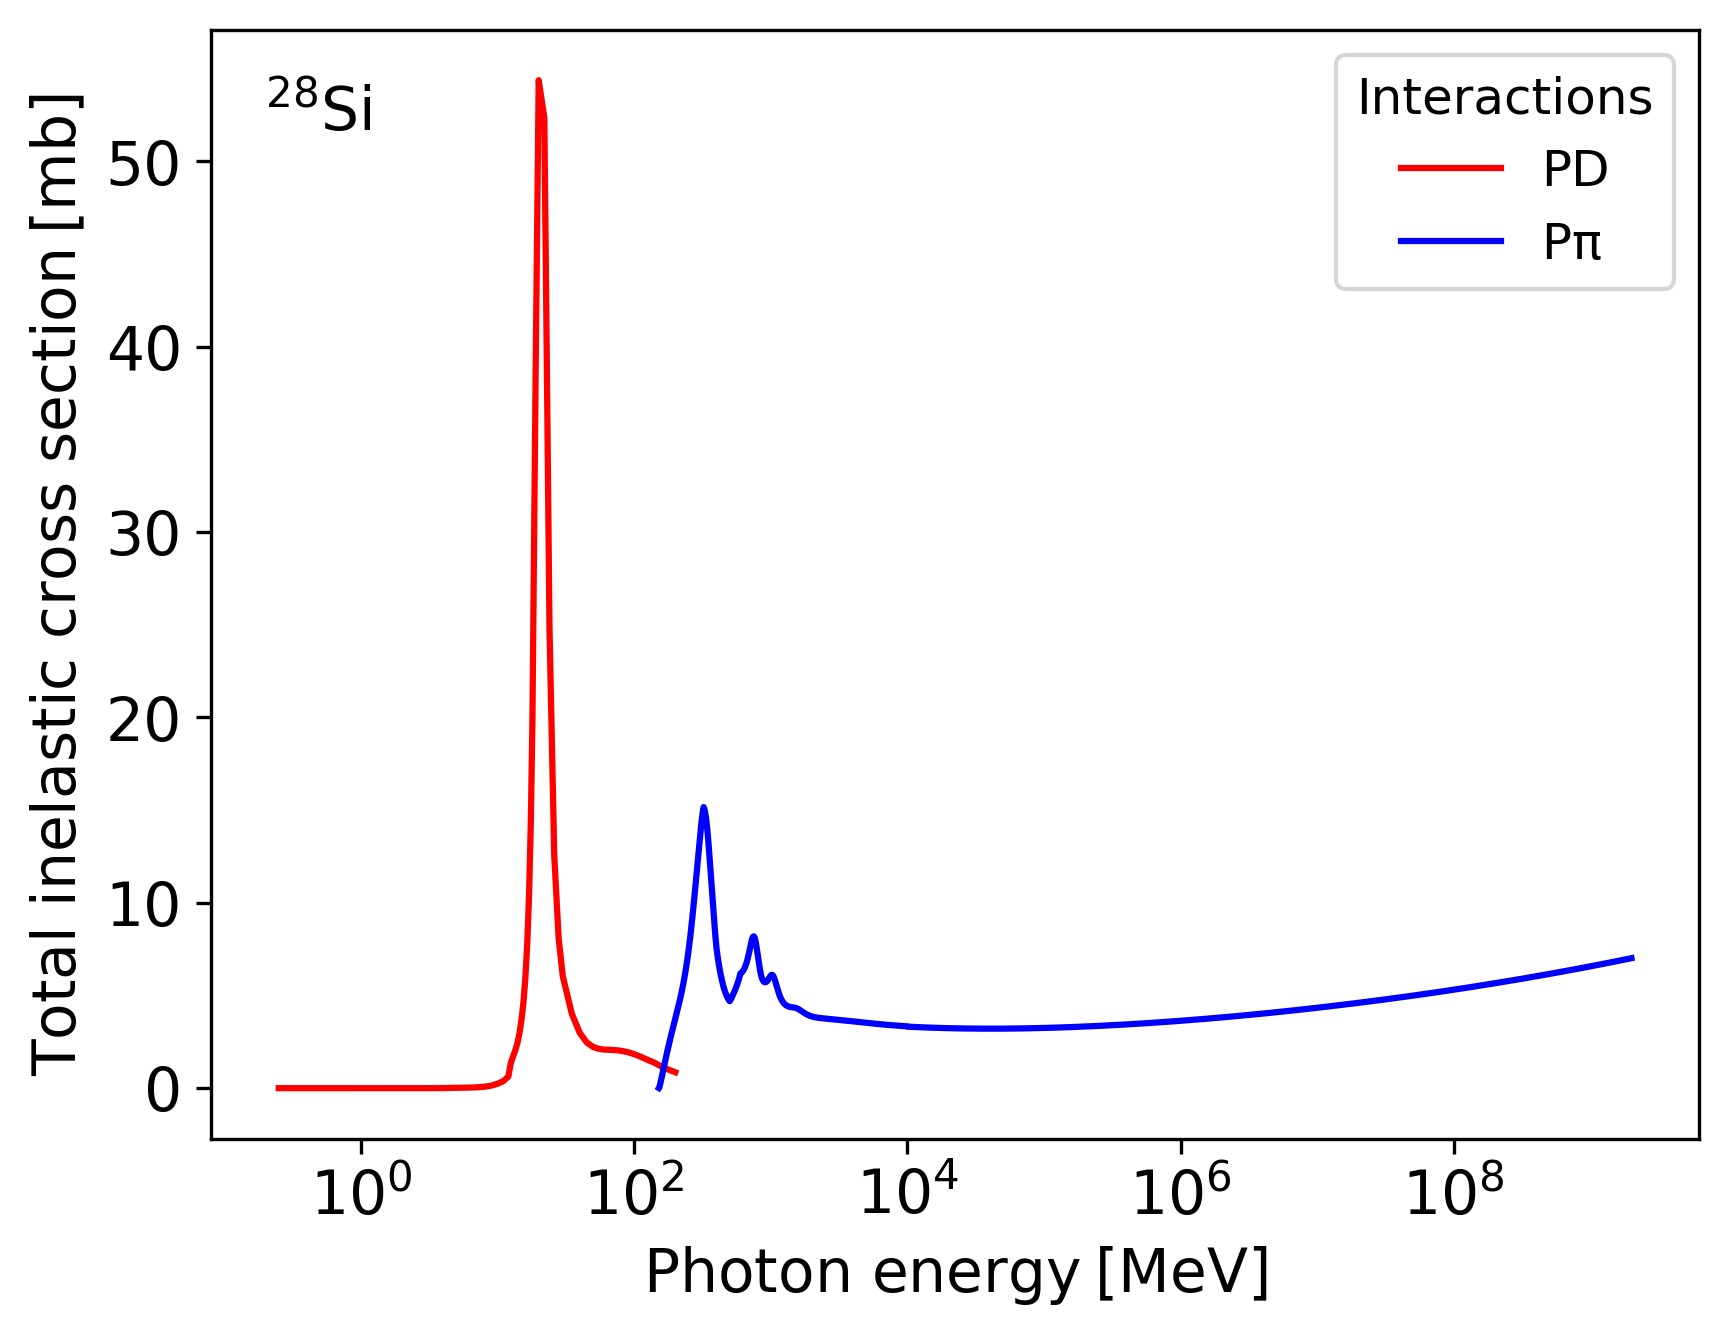 ²⁸Si
Interactions
PD
Pπ
Total inelastic cross section [mb]
50
40
30
20
10
0
10⁰ 10² 10⁴ 10⁶ 10⁸
Photon energy [MeV]